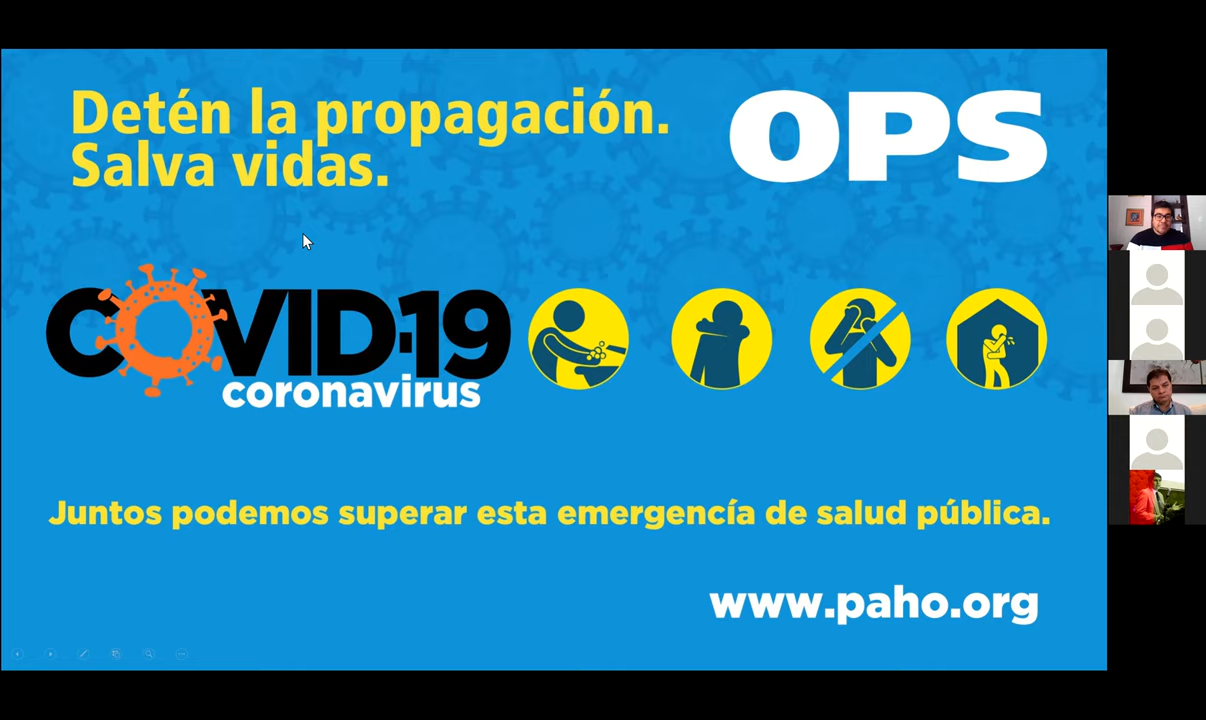 Detén la propagación.
Salva vidas.
OPS
COVID-19
coronavirus
Juntos podemos superar esta emergencía de salud pública.
www.paho.org